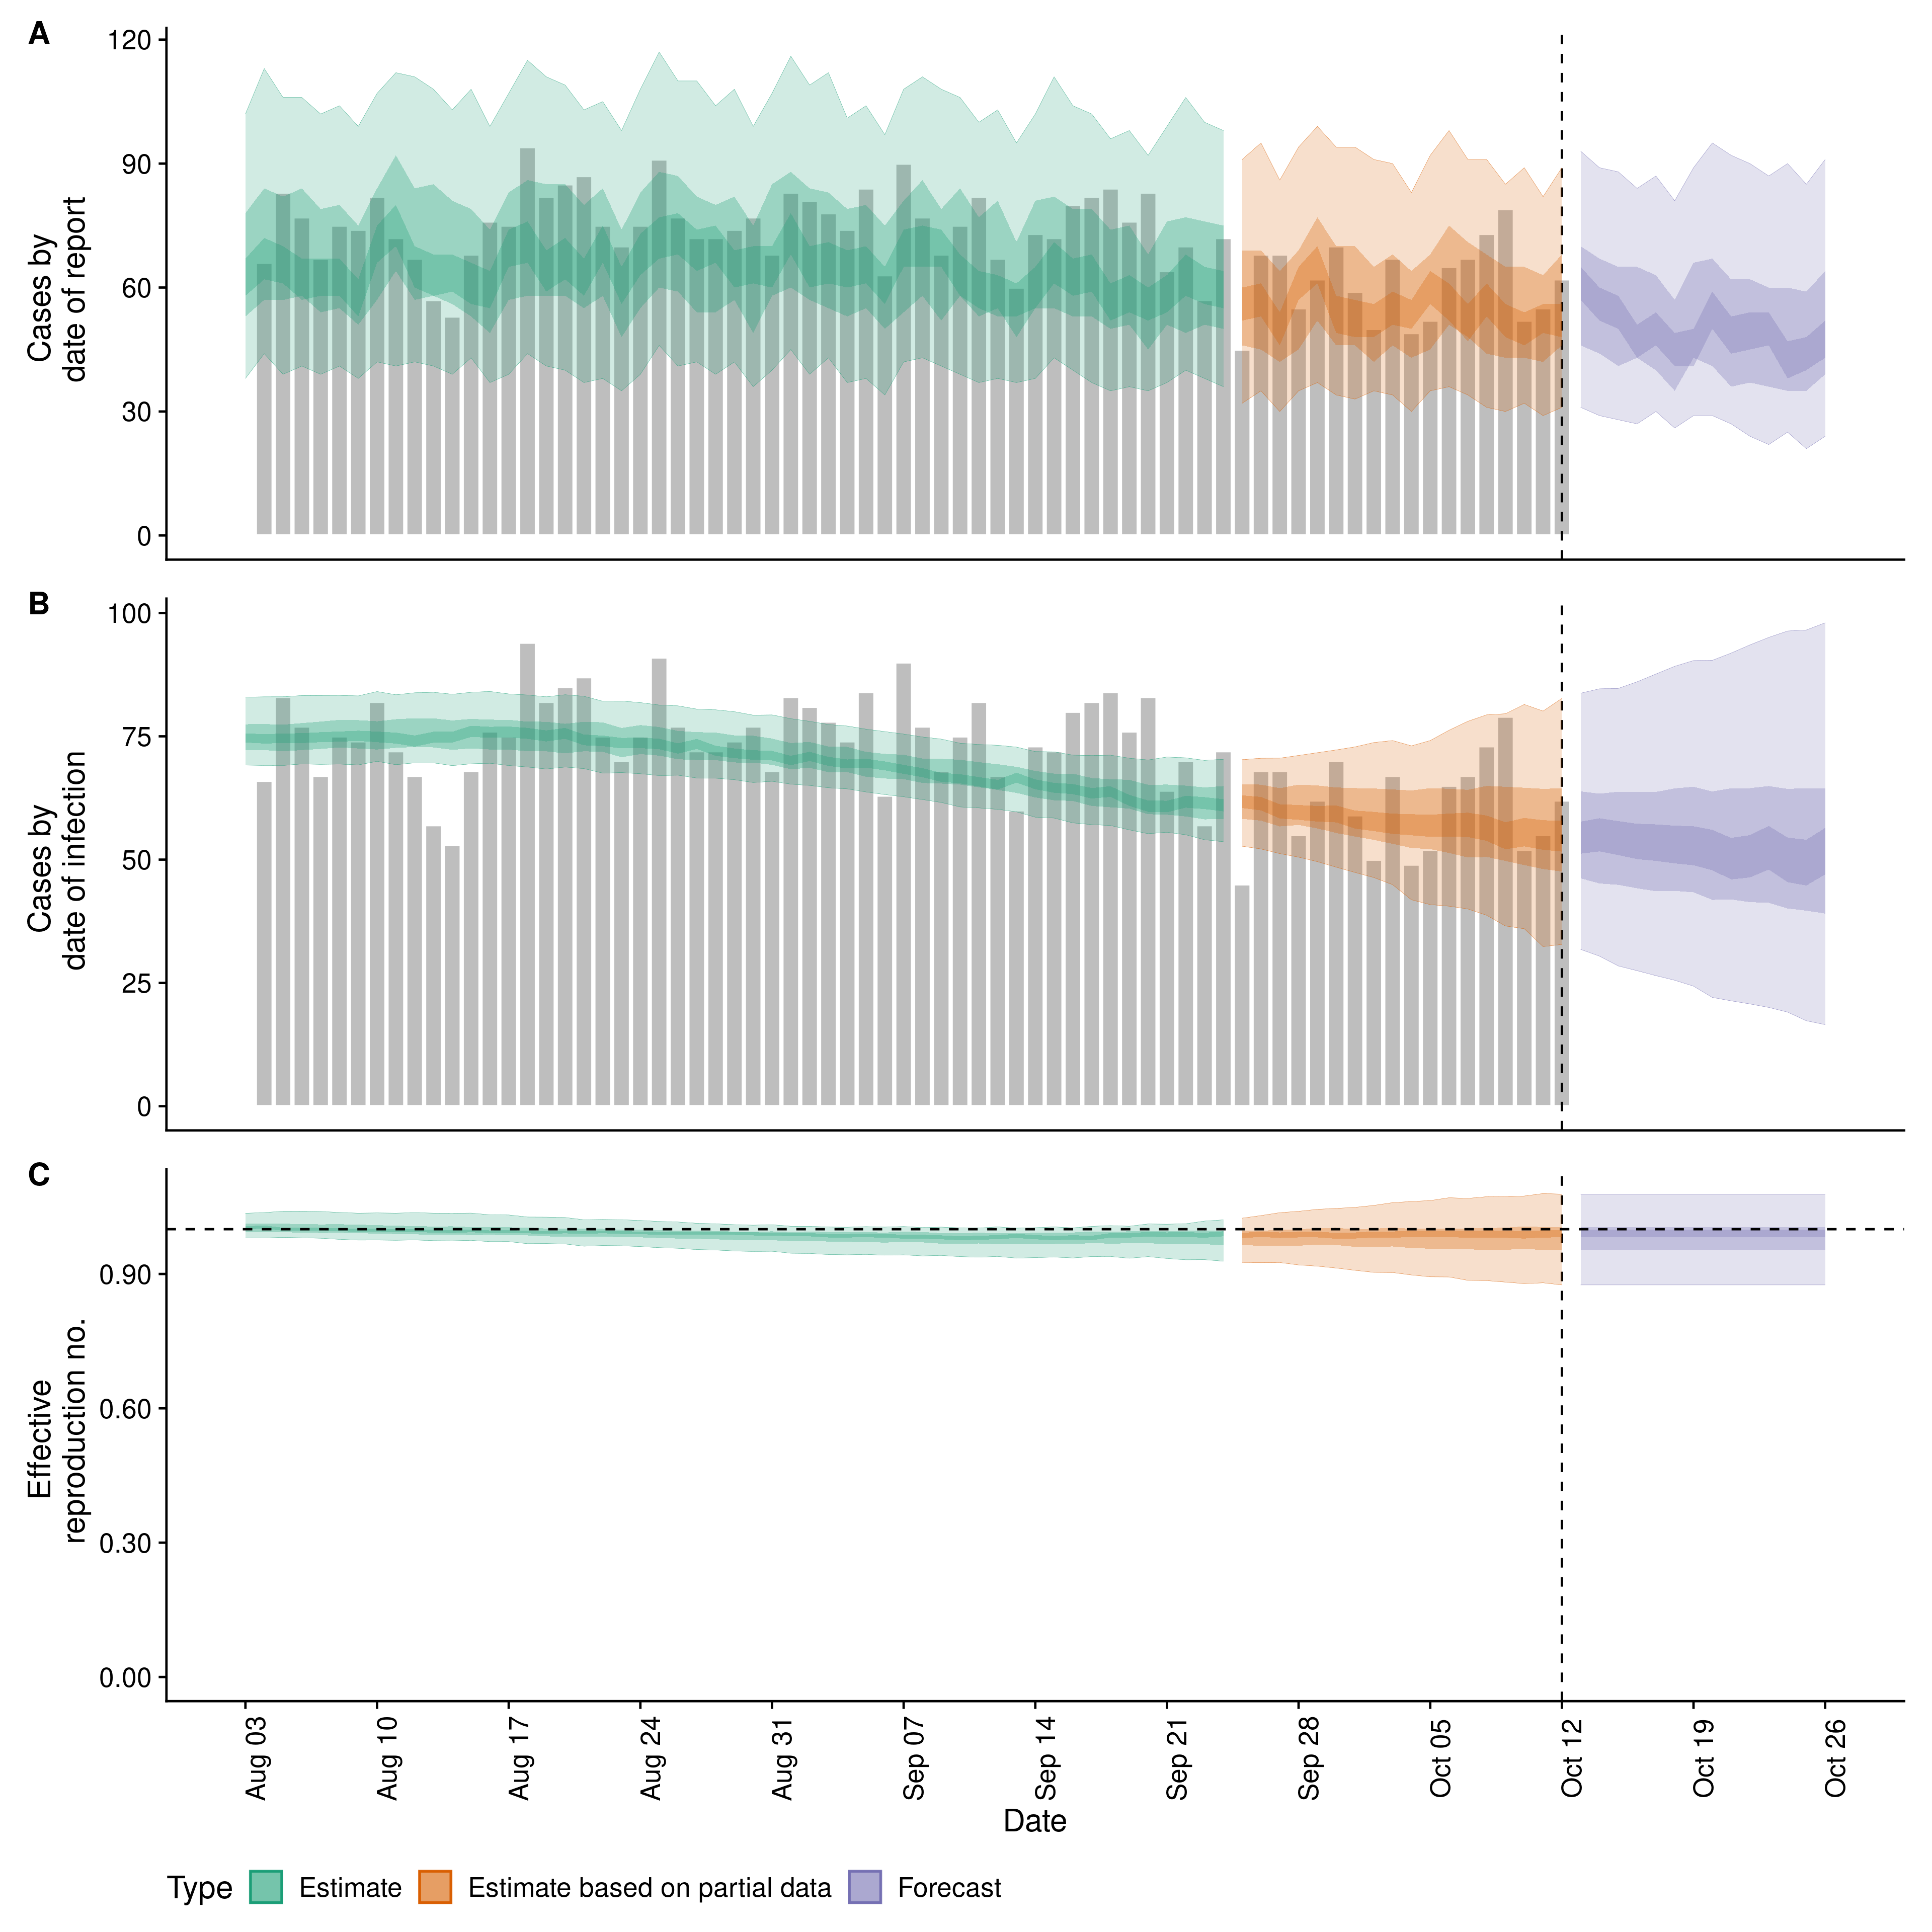 A
Cases by
date of report
120
90
60
30
0
B
Cases by
date of infection
100
75
50
25
0
C
Effective
reproduction no.
0.90
0.60
0.30
0.00
Aug 03
Aug 10
Aug 17
Aug 24
Aug 31
Sep 07
Sep 14
Sep 21
Sep 28
Oct 05
Oct 12
Oct 19
Oct 26
Date
Type
Estimate
Estimate based on partial data
Forecast